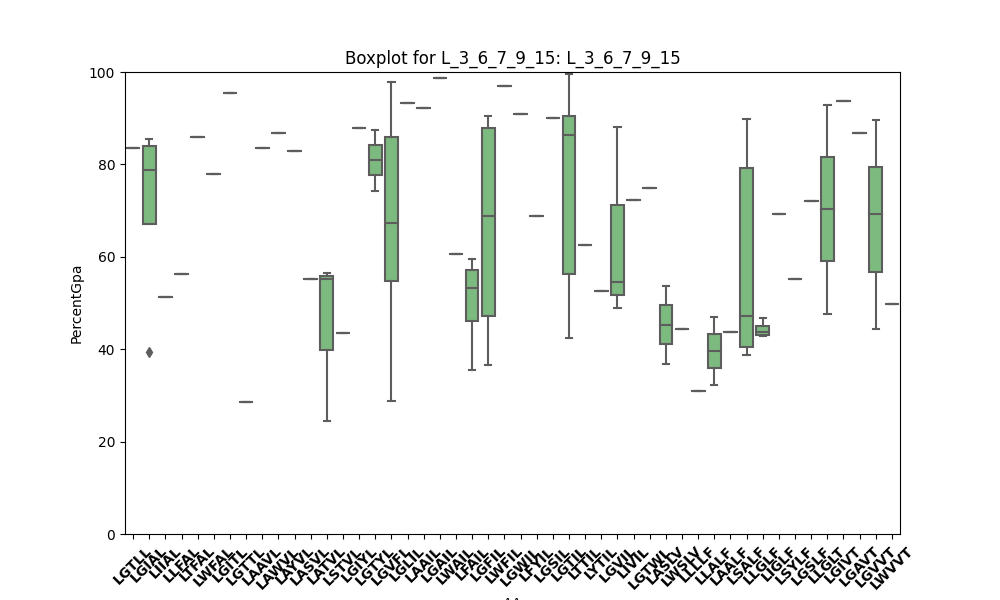 Boxplot for L_3_6_7_9_15: L_3_6_7_9_15
PercentGpa
100
80
60
40
20
0
LGTLL
LGIAL
LIIAL
LLFAL
LTFAL
LWFAL
LGITL
LGTTL
LAAVL
LAWVL
LAYVL
LASVL
LATVL
LSTVL
LGIYL
LGTYL
LGVFL
LGLIL
LAAIL
LGAIL
LWAIL
LFAIL
LGFIL
LWFIL
LGWIL
LFYIL
LGSIL
LGTIL
LTTIL
LYTIL
LGVIL
LIVIL
LGTWL
LASLV
LWSLV
LLLLF
LLALF
LAALF
LSALF
LLGLF
LIGLF
LSYLF
LGSLF
LLGLT
LGIVT
LGAVT
LGVVT
LWVVT